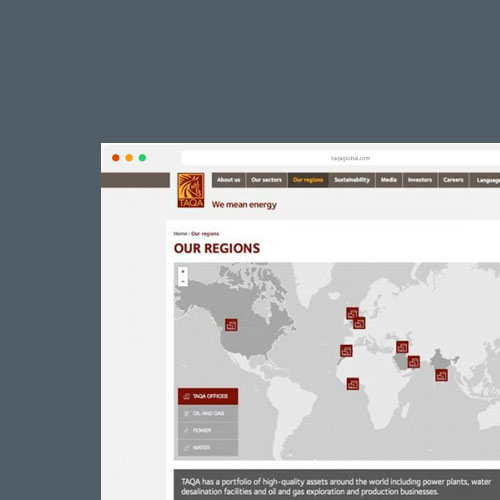 taqaglobal.com
About us Our sectors Our regions Sustainability Media Investors Careers Language
TAQA
We mean energy
Home / Our regions
OUR REGIONS
+
−
TAQA OFFICES
OIL AND GAS
POWER
WATER
TAQA has a portfolio of high-quality assets around the world including power plants, water
desalination facilities and oil and gas exploration and production businesses.